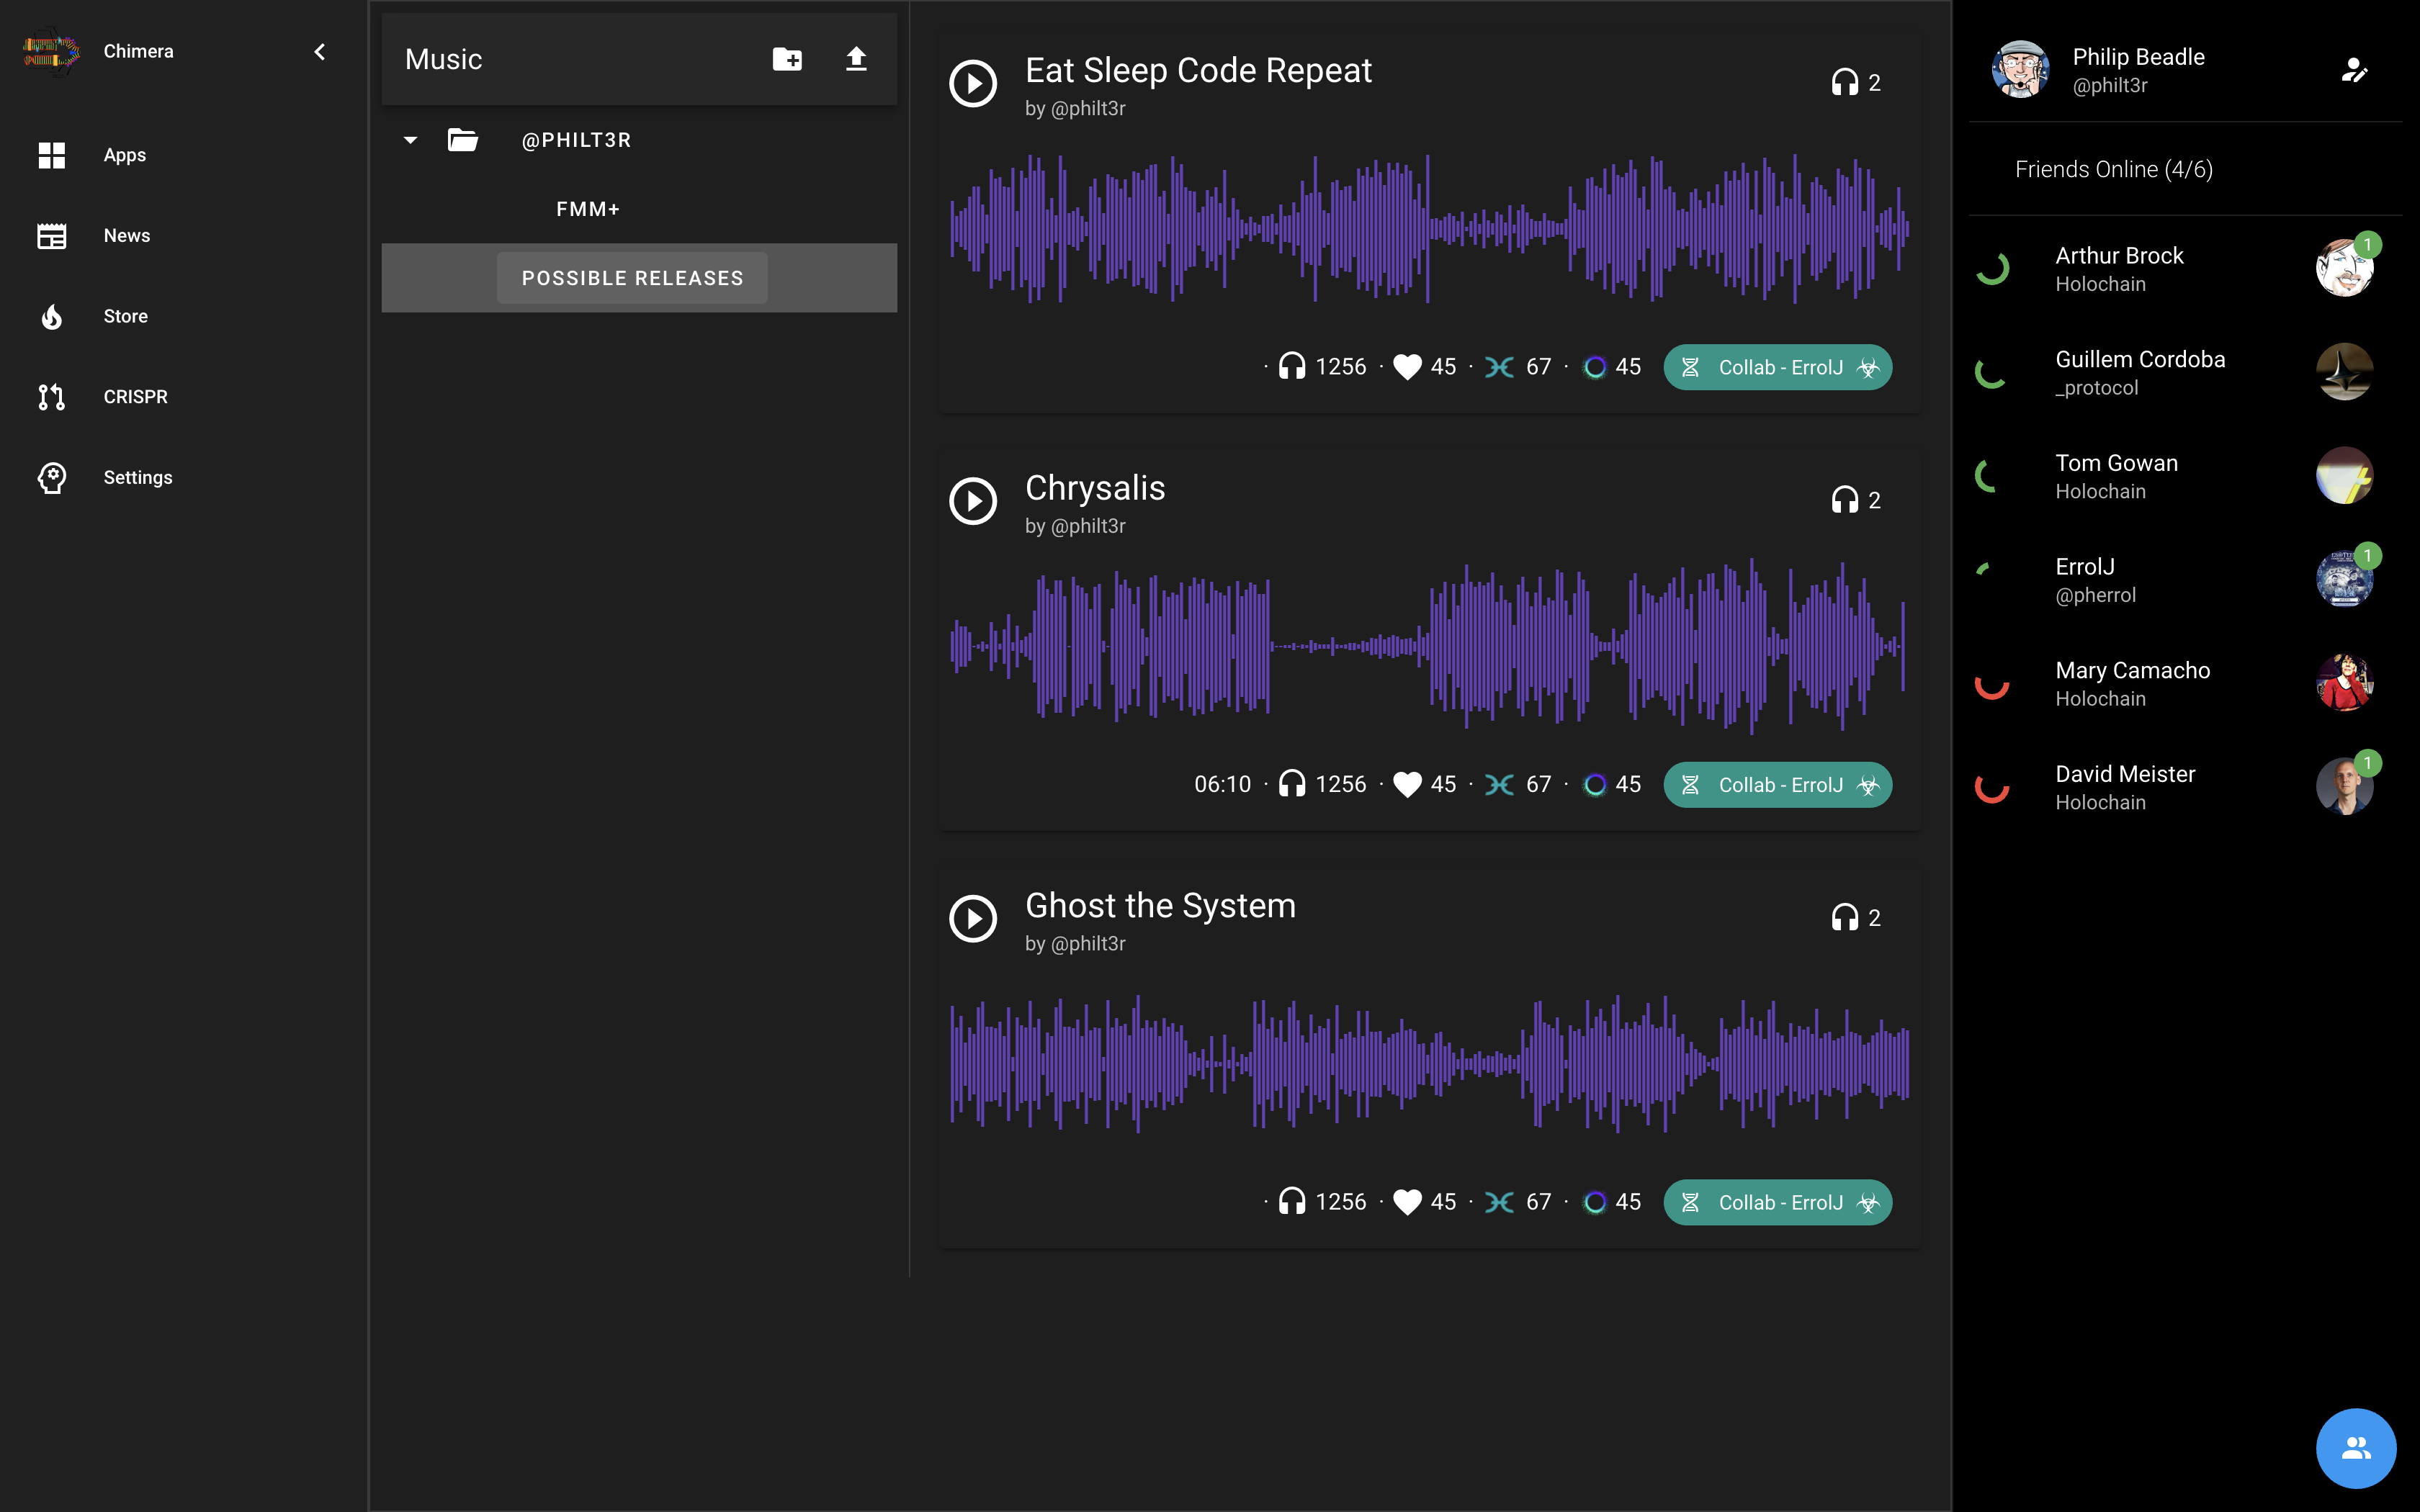 Chimera
Apps
News
Store
CRISPR
Settings
Music
@PHILT3R
FMM+
POSSIBLE RELEASES
Eat Sleep Code Repeat
by @philt3r
2
· 1256 · 45 · 67 · 45 Collab - ErrolJ
Chrysalis
by @philt3r
2
06:10 · 1256 · 45 · 67 · 45 Collab - ErrolJ
Ghost the System
by @philt3r
2
· 1256 · 45 · 67 · 45 Collab - ErrolJ
Philip Beadle
@philt3r
Friends Online (4/6)
Arthur Brock
Holochain
1
Guillem Cordoba
_protocol
Tom Gowan
Holochain
ErrolJ
@pherrol
1
Mary Camacho
Holochain
David Meister
Holochain
1